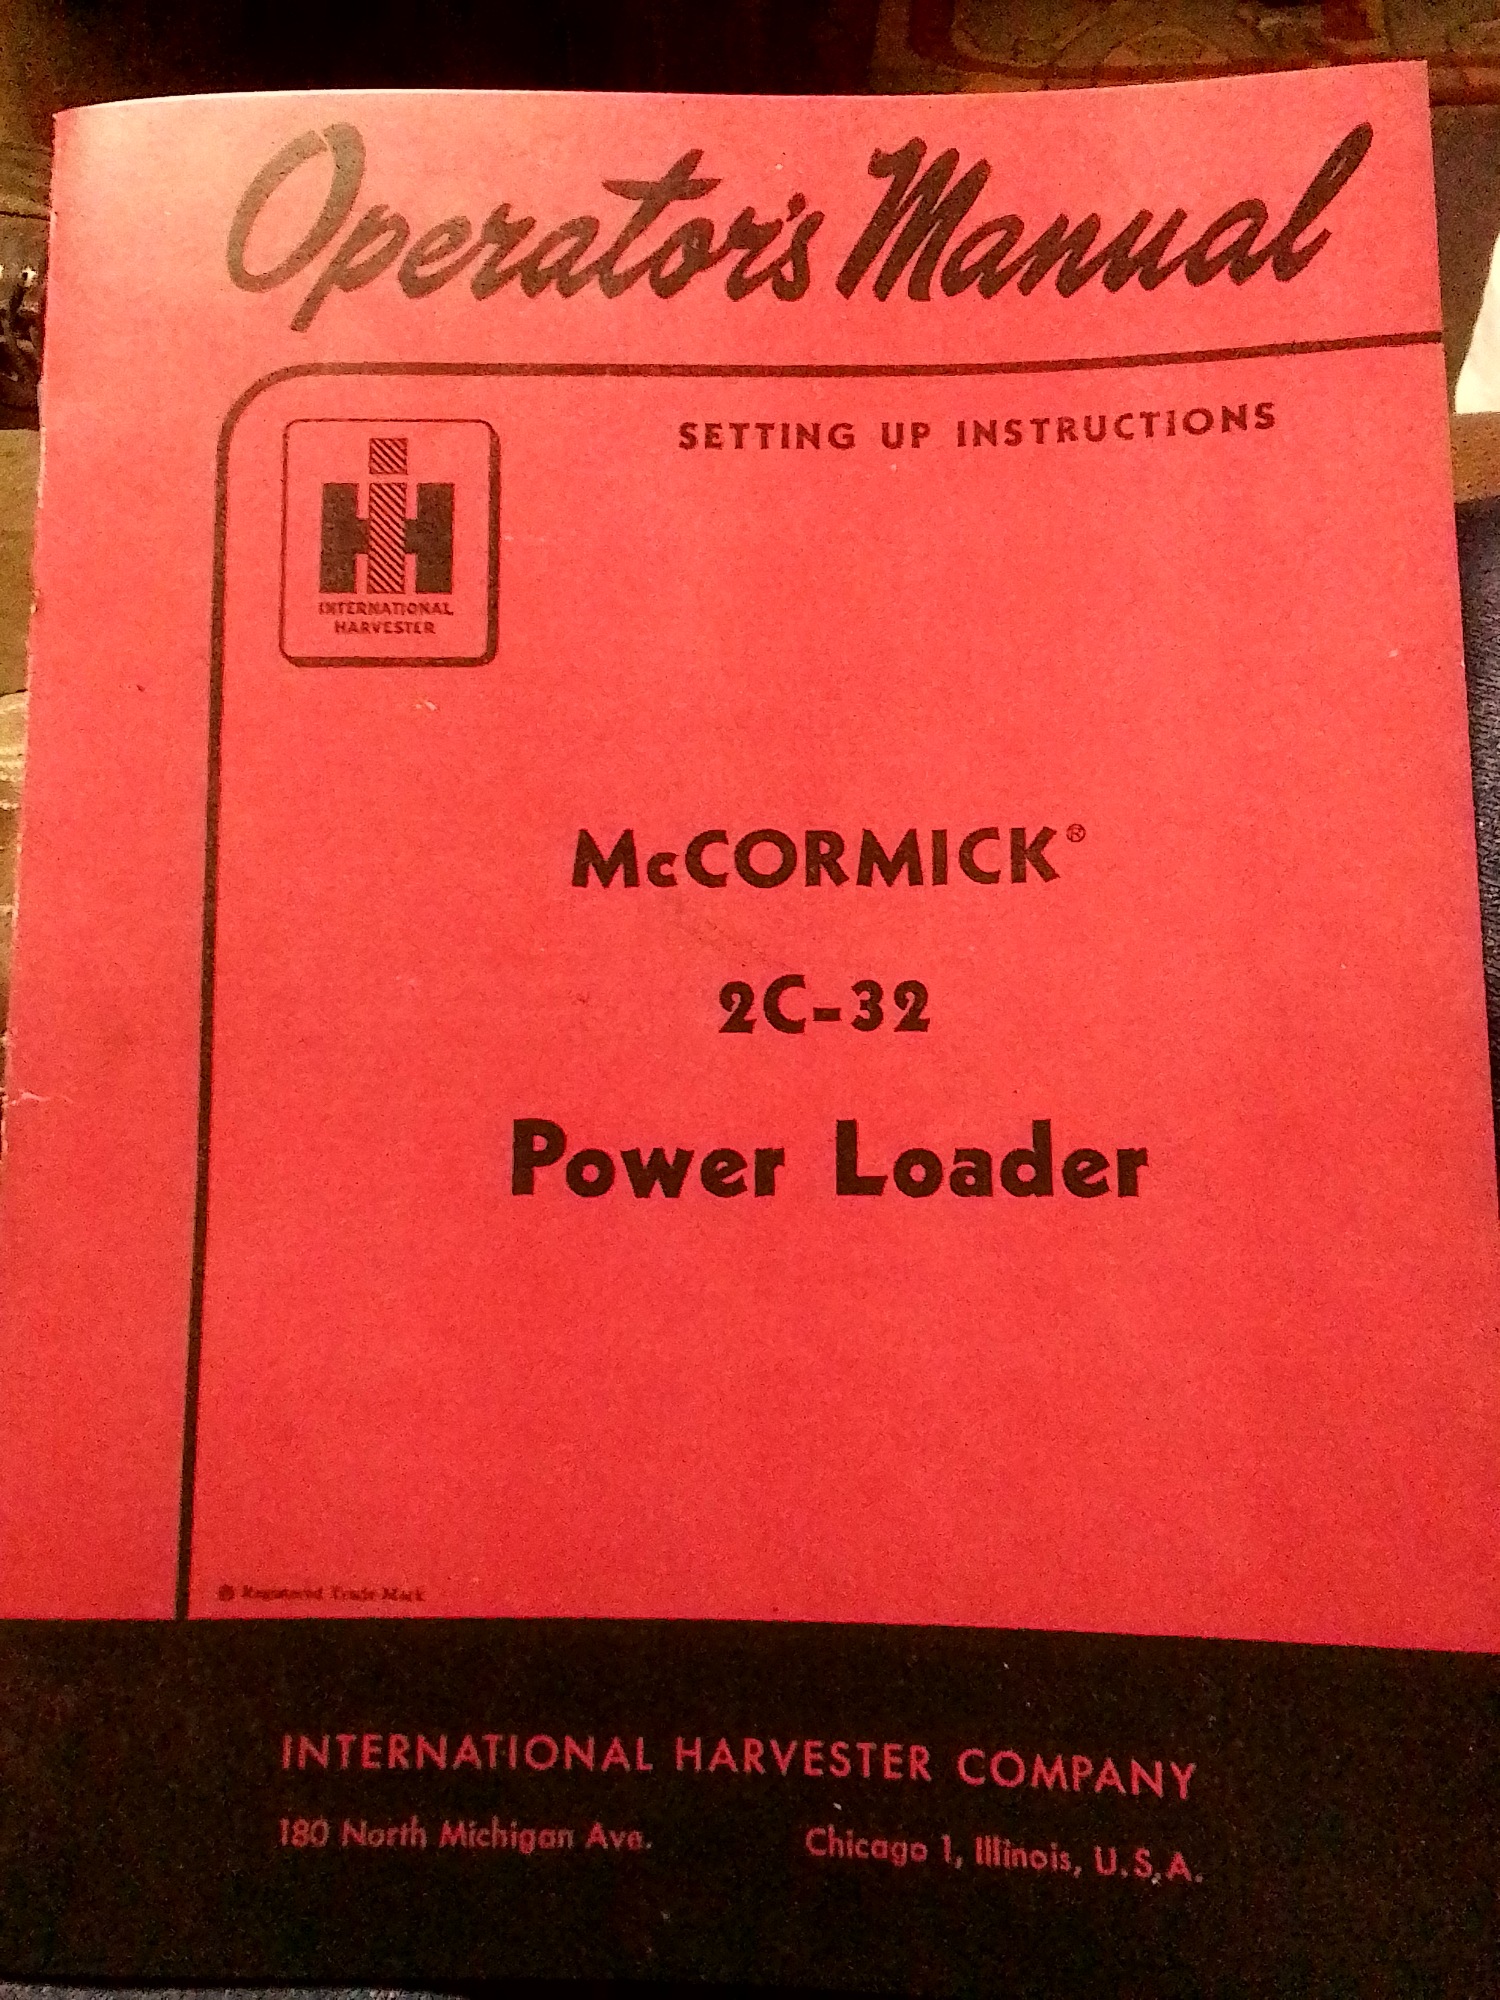 Operator's Manual
SETTING UP INSTRUCTIONS
IH
INTERNATIONAL
HARVESTER
McCORMICK®
2C-32
Power Loader
® Registered Trade Mark
INTERNATIONAL HARVESTER COMPANY
180 North Michigan Ave. Chicago 1, Illinois, U.S.A.